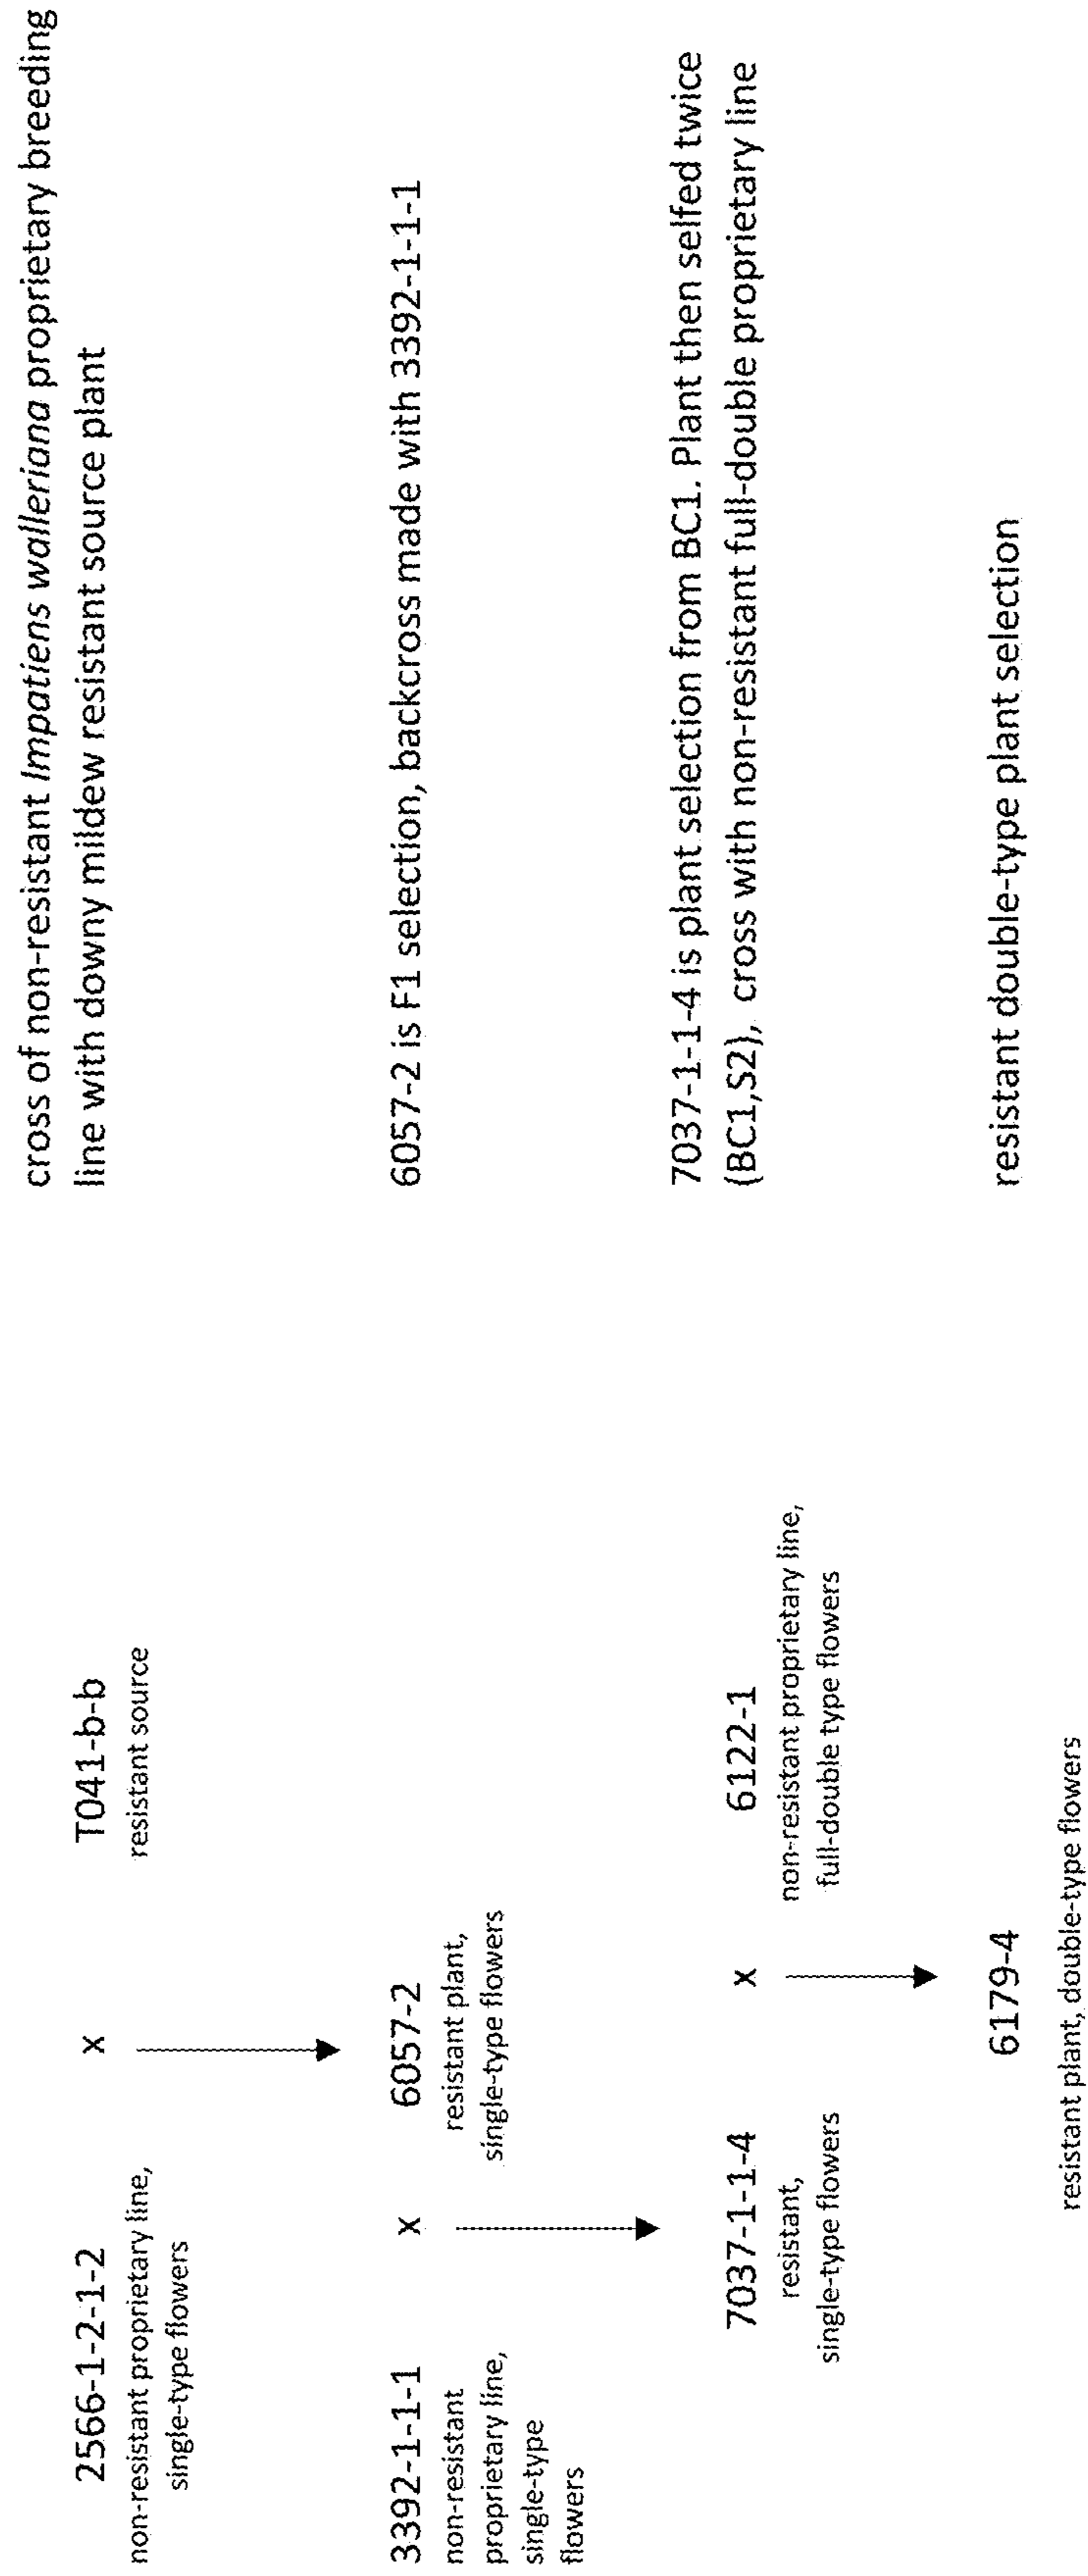 2566-1-2-1-2
non-resistant proprietary line,
single-type flowers
x
T041-b-b
resistant source
cross of non-resistant Impatiens walleriana proprietary breeding
line with downy mildew resistant source plant
3392-1-1-1
non-resistant
proprietary line,
single-type
flowers
x
6057-2
resistant plant,
single-type flowers
6057-2 is F1 selection, backcross made with 3392-1-1-1
7037-1-1-4
resistant,
single-type flowers
x
6122-1
non-resistant proprietary line,
full-double type flowers
7037-1-1-4 is plant selection from BC1. Plant then selfed twice
(BC1,S2), cross with non-resistant full-double proprietary line
6179-4
resistant plant, double-type flowers
resistant double-type plant selection